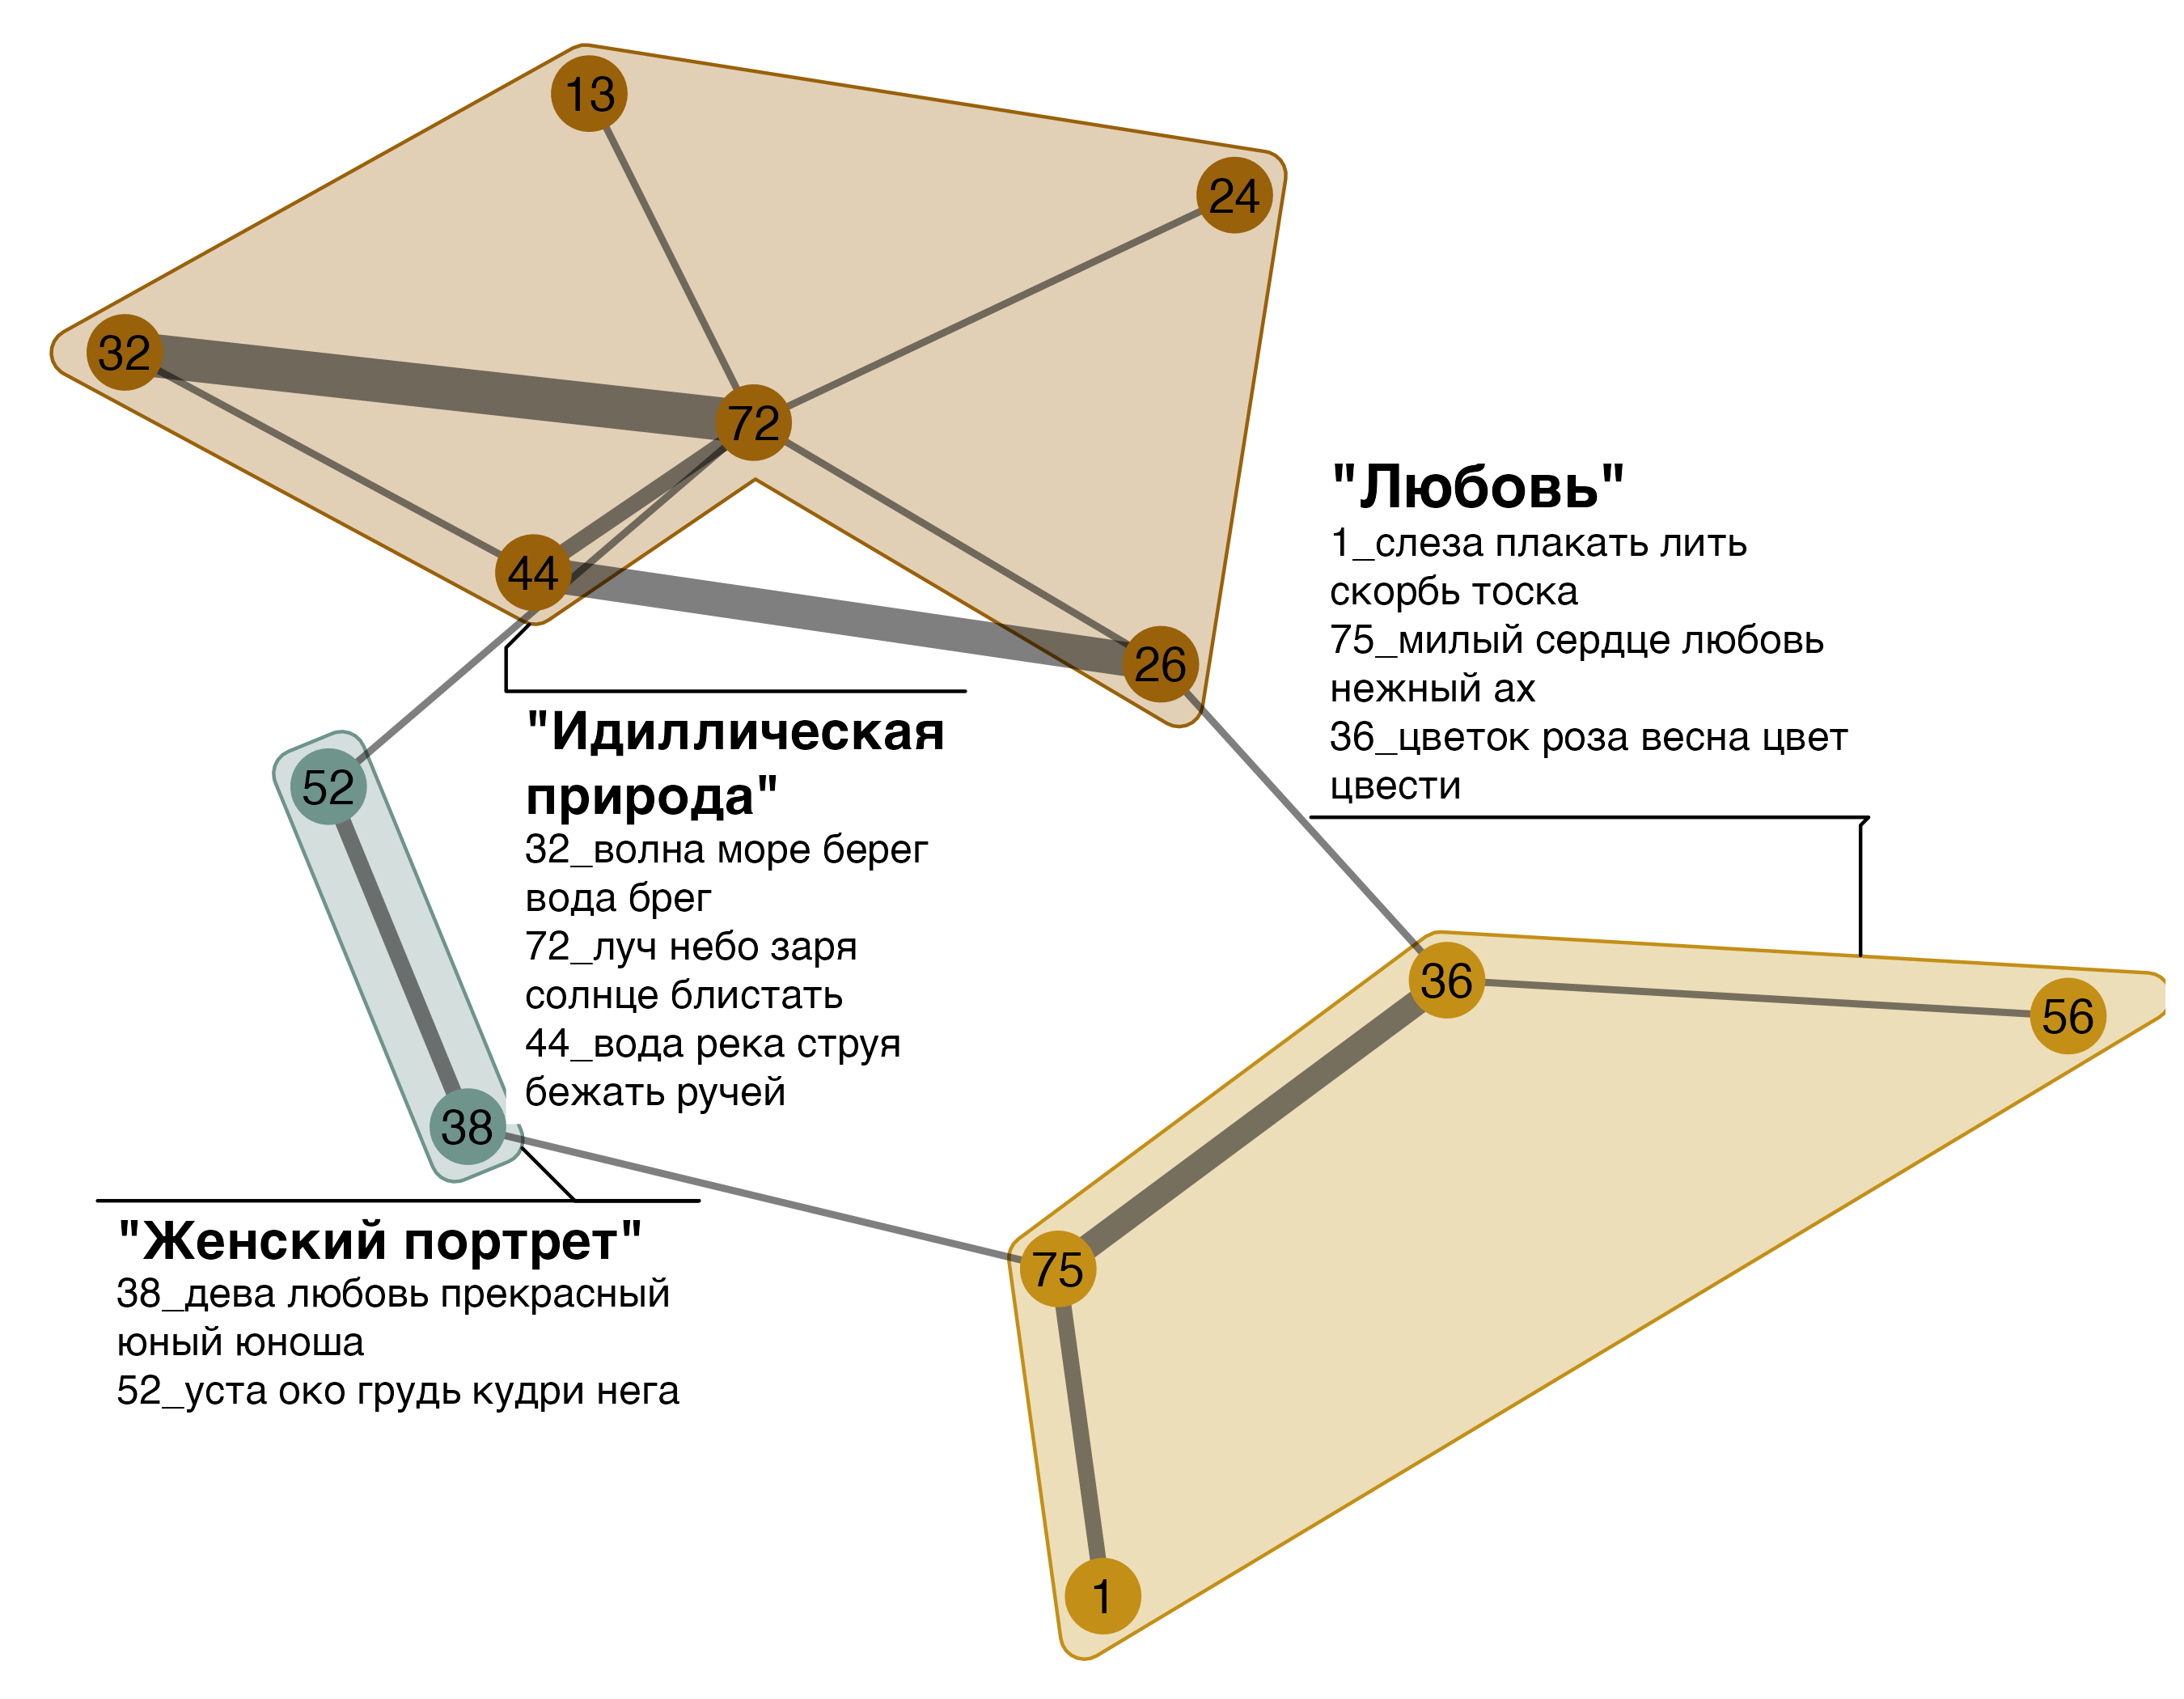 13
24
32
72
44
26
"Любовь"
1_слеза плакать лить
скорбь тоска
75_милый сердце любовь
нежный ах
36_цветок роза весна цвет
цвести
"Идиллическая
природа"
32_волна море берег
вода брег
72_луч небо заря
солнце блистать
44_вода река струя
бежать ручей
52
38
36
56
75
1
"Женский портрет"
38_дева любовь прекрасный
юный юноша
52_уста око грудь кудри нега